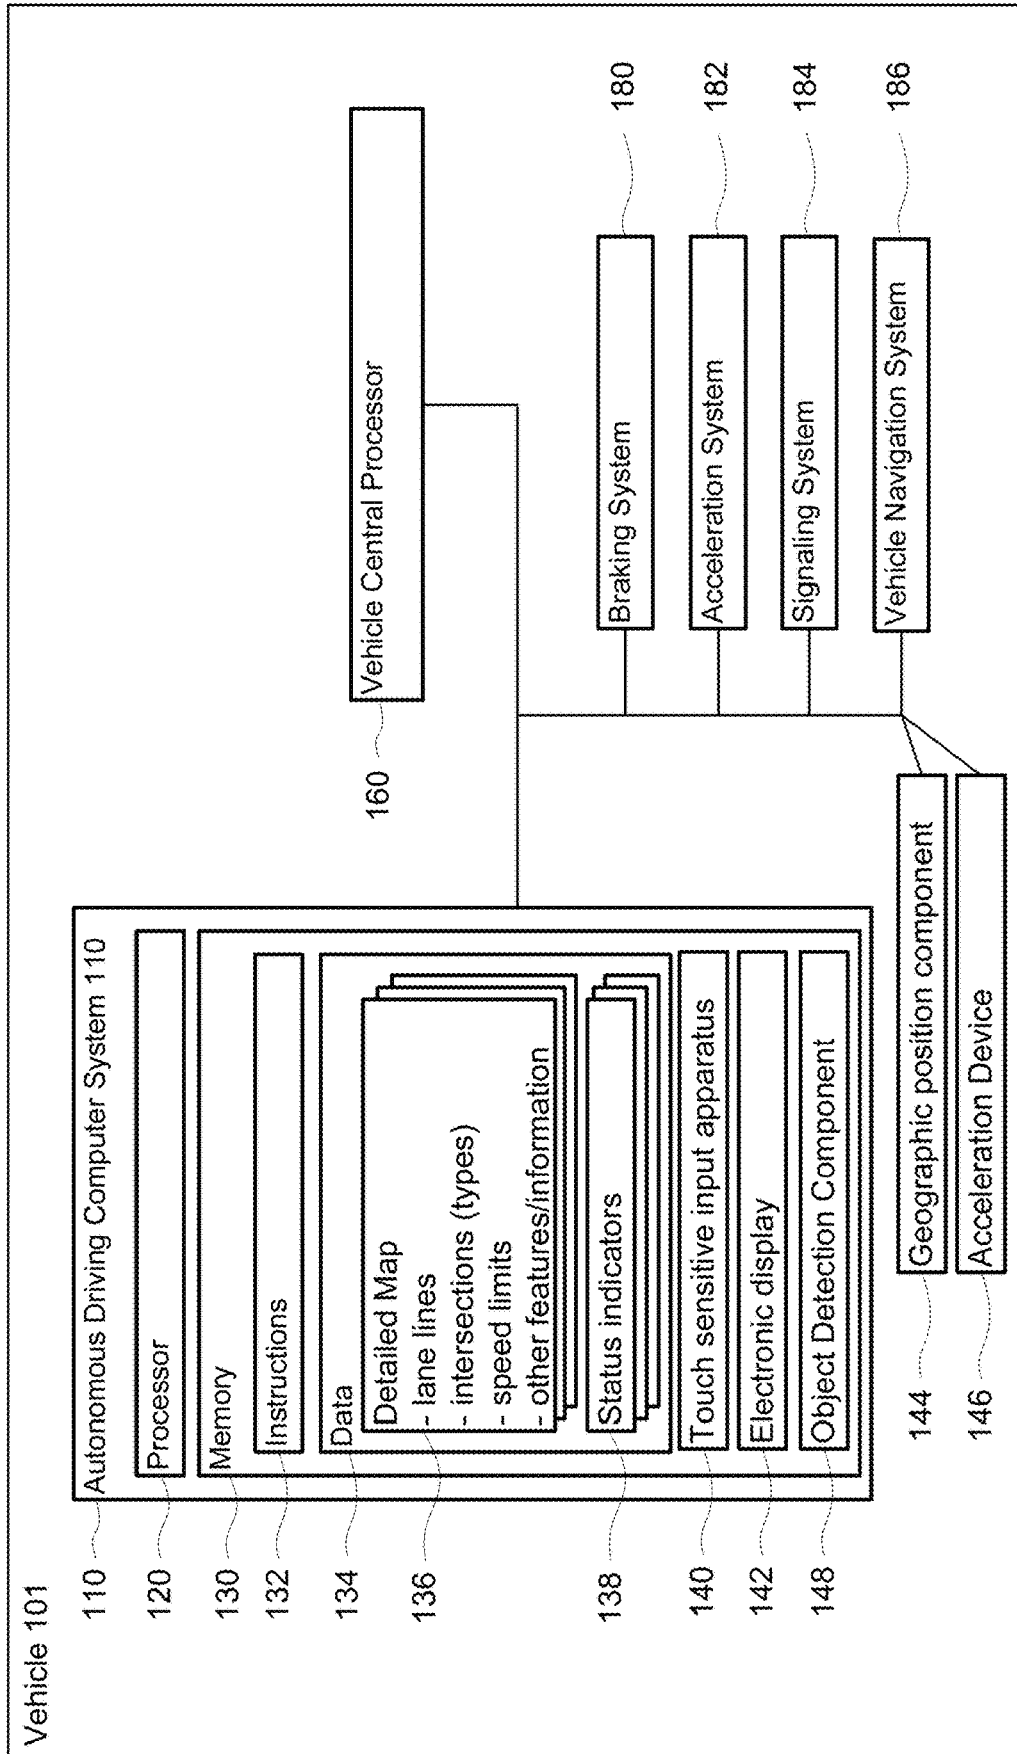 Vehicle 101
110
Autonomous Driving Computer System 110
120
Processor
130
Memory
132
Instructions
134
Data
136
Detailed Map
- lane lines
- intersections (types)
- speed limits
- other features/information
138
Status indicators
140
Touch sensitive input apparatus
142
Electronic display
148
Object Detection Component
144
Geographic position component
146
Acceleration Device
160
Vehicle Central Processor
Braking System
180
Acceleration System
182
Signaling System
184
Vehicle Navigation System
186